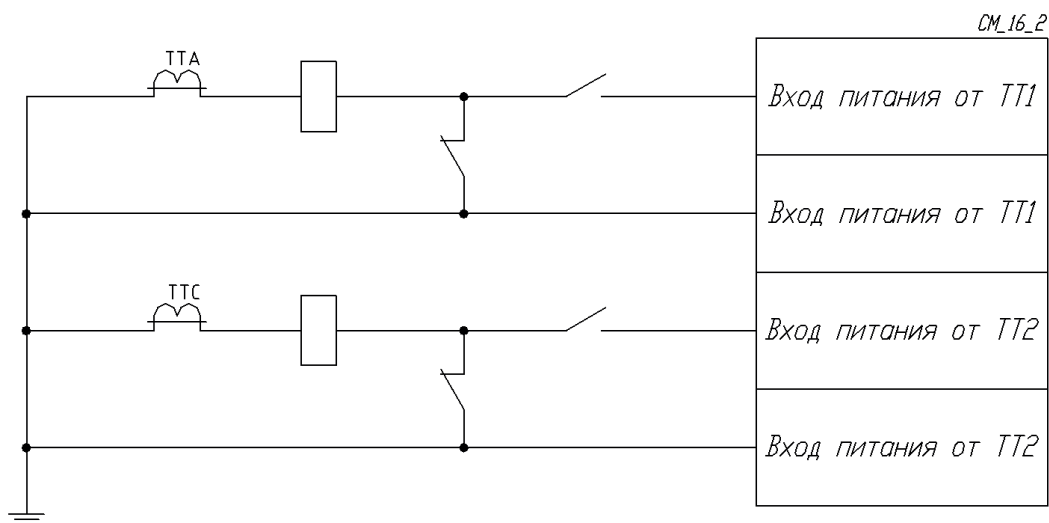 СМ_16_2
ТТА
Вход питания от ТТ1
Вход питания от ТТ1
ТТС
Вход питания от ТТ2
Вход питания от ТТ2